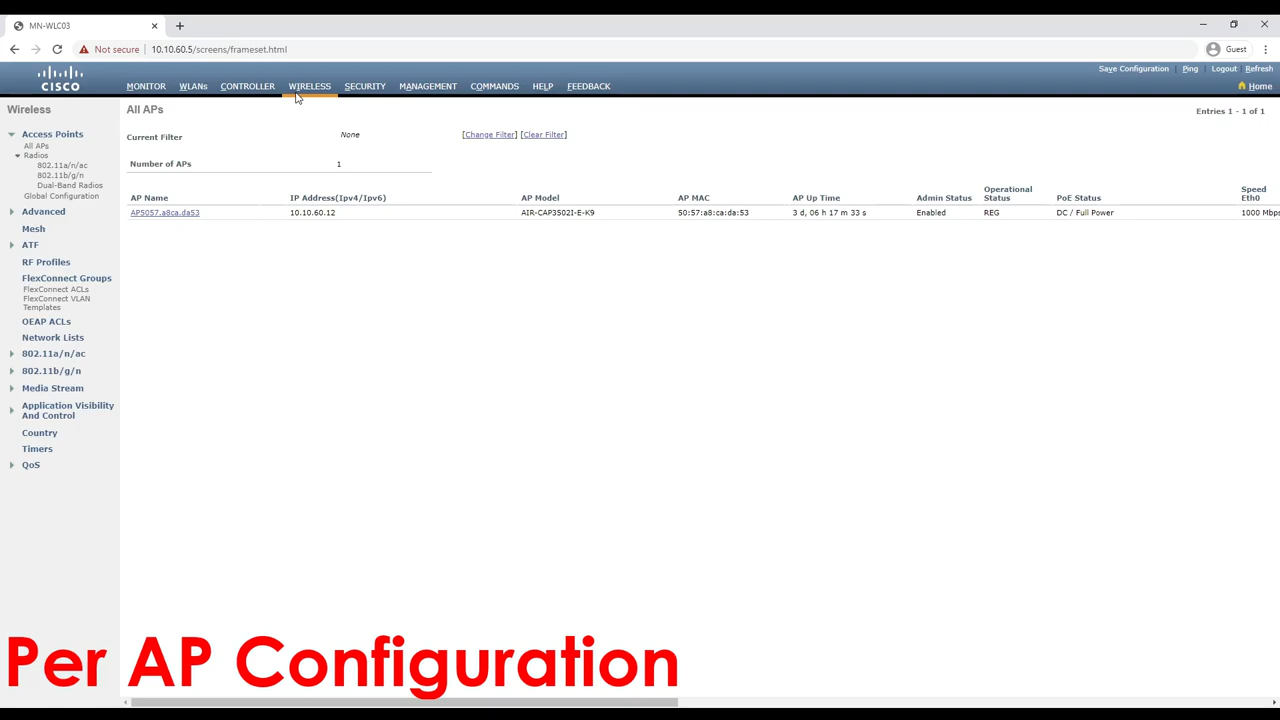 MN-WLC03
Not secure 10.10.60.5/screens/frameset.html Guest
Save Configuration Ping Logout Refresh
CISCO MONITOR WLANs CONTROLLER WIRELESS SECURITY MANAGEMENT COMMANDS HELP FEEDBACK Home
Wireless
Access Points
All APs
Radios
802.11a/n/ac
802.11b/g/n
Dual-Band Radios
Global Configuration
Advanced
Mesh
ATF
RF Profiles
FlexConnect Groups
FlexConnect ACLs
FlexConnect VLAN
Templates
OEAP ACLs
Network Lists
802.11a/n/ac
802.11b/g/n
Media Stream
Application Visibility
And Control
Country
Timers
QoS
All APs Entries 1 - 1 of 1
Current Filter None [Change Filter] [Clear Filter]
Number of APs 1
AP Name IP Address(Ipv4/Ipv6) AP Model AP MAC AP Up Time Admin Status Operational Status PoE Status Speed Eth0
AP5057.a8ca.da53 10.10.60.12 AIR-CAP3502I-E-K9 50:57:a8:ca:da:53 3 d, 06 h 17 m 33 s Enabled REG DC / Full Power 1000 Mbps
Per AP Configuration